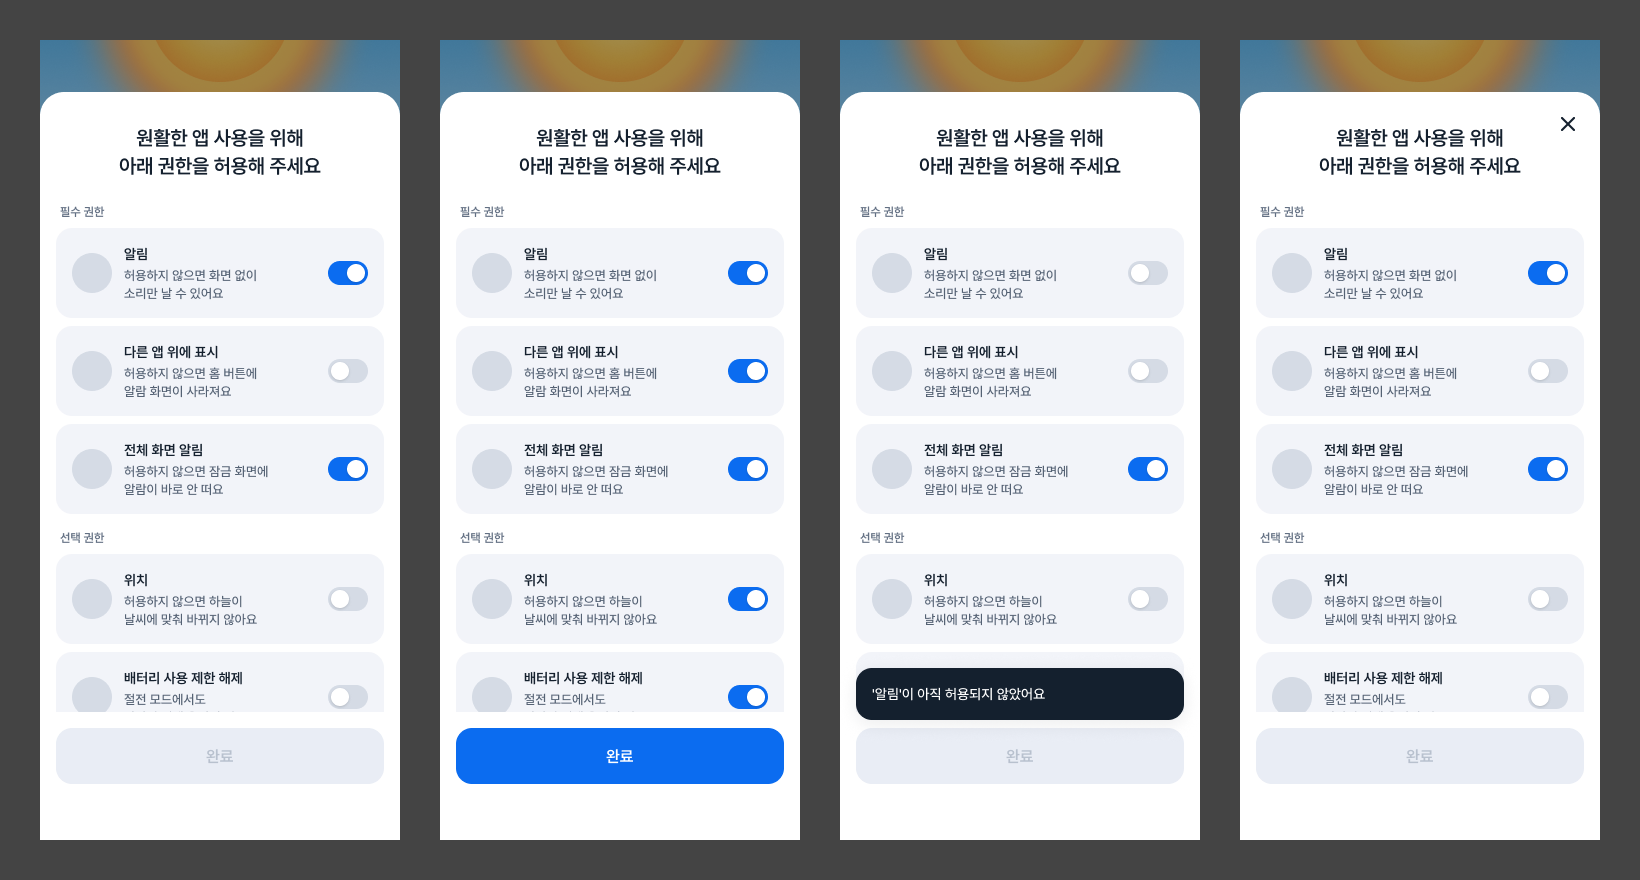 원활한 앱 사용을 위해
아래 권한을 허용해 주세요
필수 권한
알림
허용하지 않으면 화면 없이
소리만 날 수 있어요
다른 앱 위에 표시
허용하지 않으면 홈 버튼에
알람 화면이 사라져요
전체 화면 알림
허용하지 않으면 잠금 화면에
알람이 바로 안 떠요
선택 권한
위치
허용하지 않으면 하늘이
날씨에 맞춰 바뀌지 않아요
배터리 사용 제한 해제
절전 모드에서도
완료
원활한 앱 사용을 위해
아래 권한을 허용해 주세요
필수 권한
알림
허용하지 않으면 화면 없이
소리만 날 수 있어요
다른 앱 위에 표시
허용하지 않으면 홈 버튼에
알람 화면이 사라져요
전체 화면 알림
허용하지 않으면 잠금 화면에
알람이 바로 안 떠요
선택 권한
위치
허용하지 않으면 하늘이
날씨에 맞춰 바뀌지 않아요
배터리 사용 제한 해제
절전 모드에서도
완료
원활한 앱 사용을 위해
아래 권한을 허용해 주세요
필수 권한
알림
허용하지 않으면 화면 없이
소리만 날 수 있어요
다른 앱 위에 표시
허용하지 않으면 홈 버튼에
알람 화면이 사라져요
전체 화면 알림
허용하지 않으면 잠금 화면에
알람이 바로 안 떠요
선택 권한
위치
허용하지 않으면 하늘이
날씨에 맞춰 바뀌지 않아요
'알림'이 아직 허용되지 않았어요
완료
원활한 앱 사용을 위해
아래 권한을 허용해 주세요
필수 권한
알림
허용하지 않으면 화면 없이
소리만 날 수 있어요
다른 앱 위에 표시
허용하지 않으면 홈 버튼에
알람 화면이 사라져요
전체 화면 알림
허용하지 않으면 잠금 화면에
알람이 바로 안 떠요
선택 권한
위치
허용하지 않으면 하늘이
날씨에 맞춰 바뀌지 않아요
배터리 사용 제한 해제
절전 모드에서도
완료